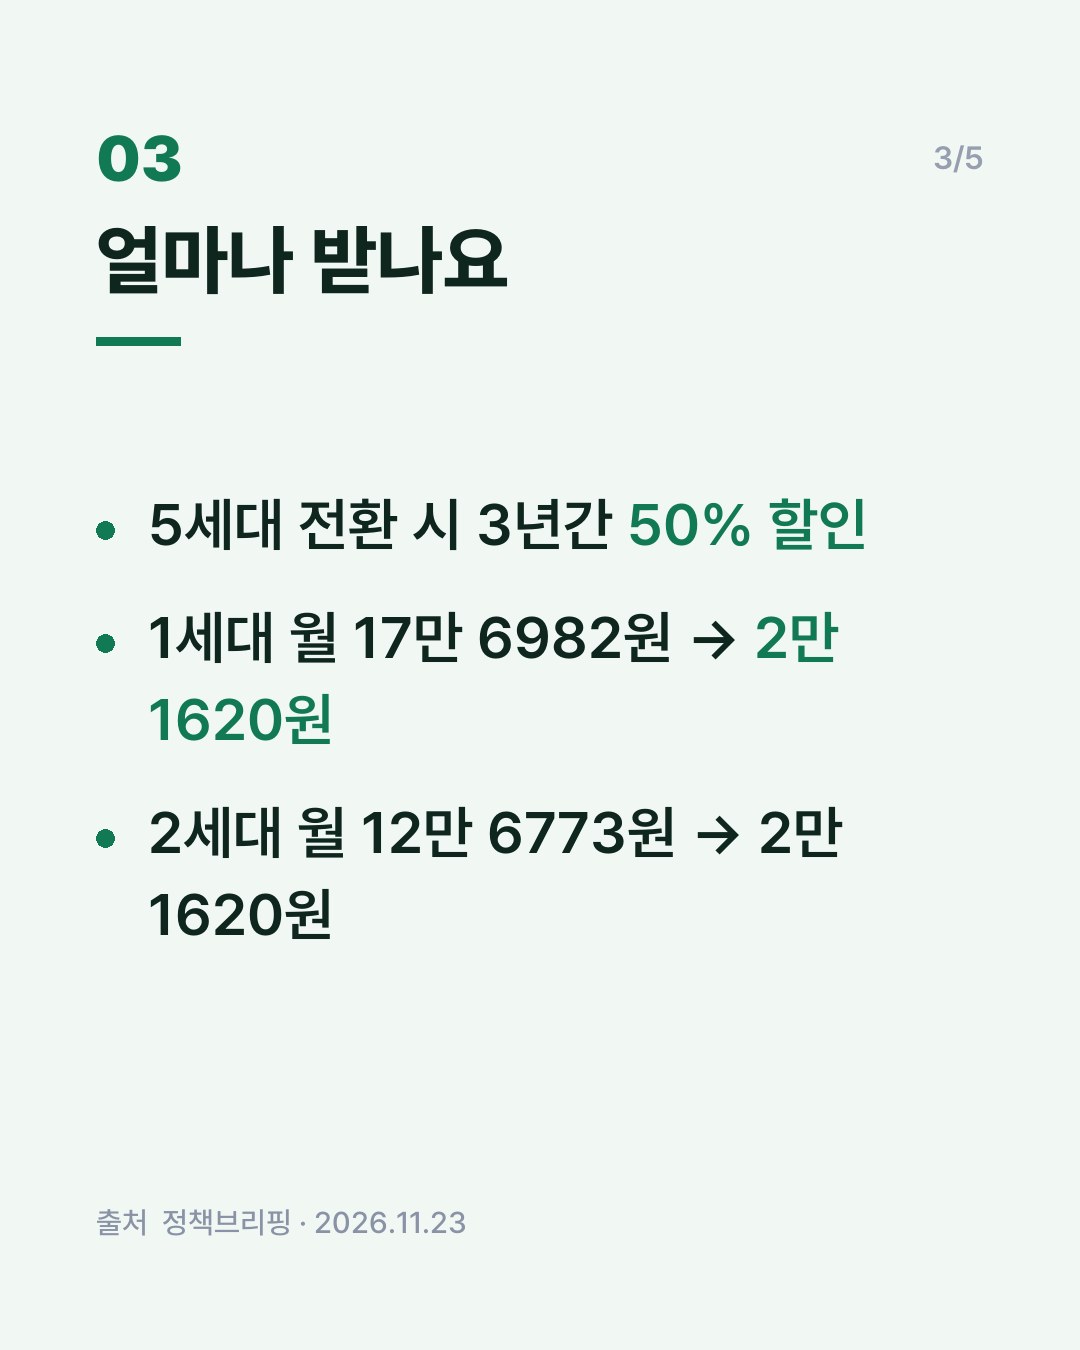 03
3/5
얼마나 받나요
5세대 전환 시 3년간 50% 할인
1세대 월 17만 6982원 → 2만
1620원
2세대 월 12만 6773원 → 2만
1620원
출처 정책브리핑 · 2026.11.23